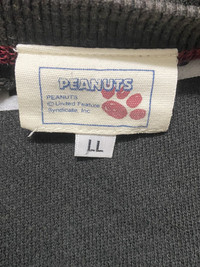 PEANUTS
PEANUTS
© United Feature
Syndicate, Inc.
LL